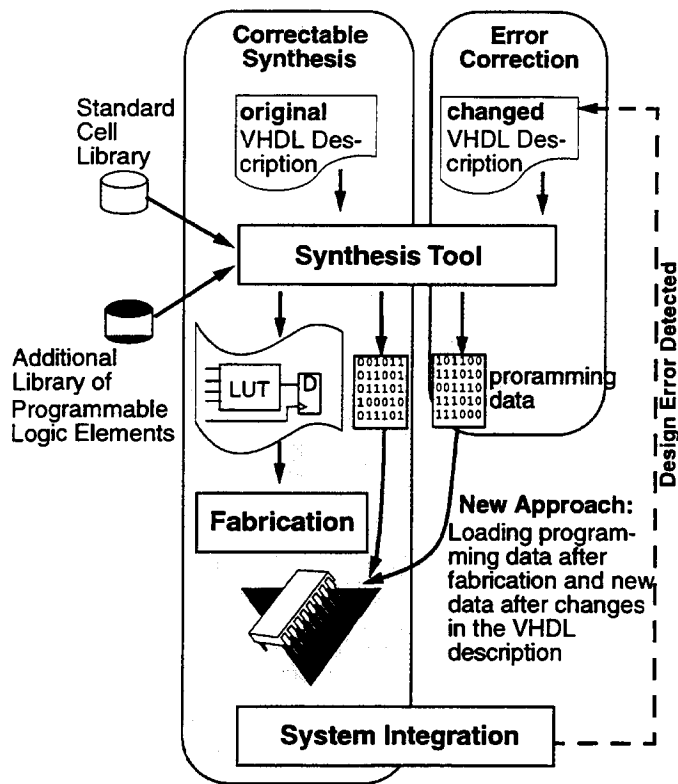 Correctable
Synthesis
Error
Correction
original
VHDL Des-
cription
changed
VHDL Des-
cription
Standard
Cell
Library
Synthesis Tool
Additional
Library of
Programmable
Logic Elements
LUT
D
001011
011001
011101
100010
011101
101100
111010
001110
111010
111000
proramming
data
Design Error Detected
Fabrication
New Approach:
Loading program-
ming data after
fabrication and new
data after changes
in the VHDL
description
System Integration